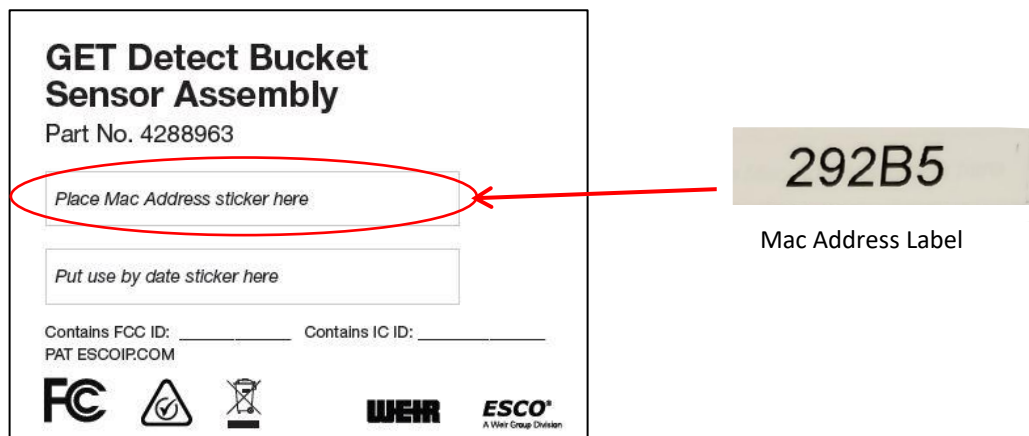 GET Detect Bucket
Sensor Assembly
Part No. 4288963
Place Mac Address sticker here
292B5
Mac Address Label
Put use by date sticker here
Contains FCC ID: ____________ Contains IC ID: ______________
PAT ESCOIP.COM
FC
WEIR
ESCO®
A Weir Group Division